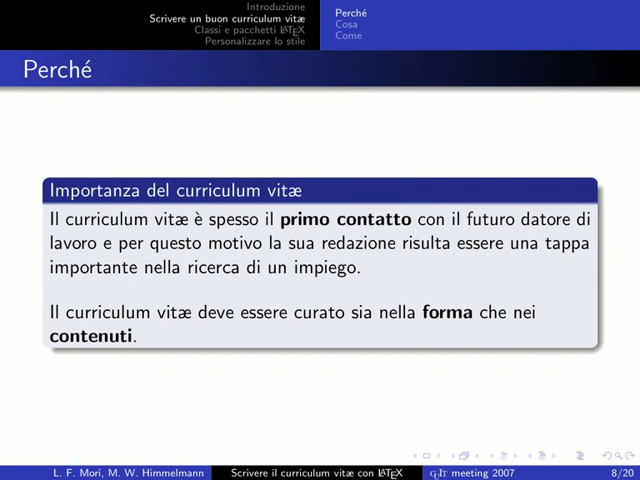 Introduzione
Scrivere un buon curriculum vitæ
Classi e pacchetti LATEX
Personalizzare lo stile
Perché
Cosa
Come
Perché
Importanza del curriculum vitæ
Il curriculum vitæ è spesso il primo contatto con il futuro datore di
lavoro e per questo motivo la sua redazione risulta essere una tappa
importante nella ricerca di un impiego.
Il curriculum vitæ deve essere curato sia nella forma che nei
contenuti.
L. F. Mori, M. W. Himmelmann
Scrivere il curriculum vitæ con LATEX
GuIt meeting 2007
8/20